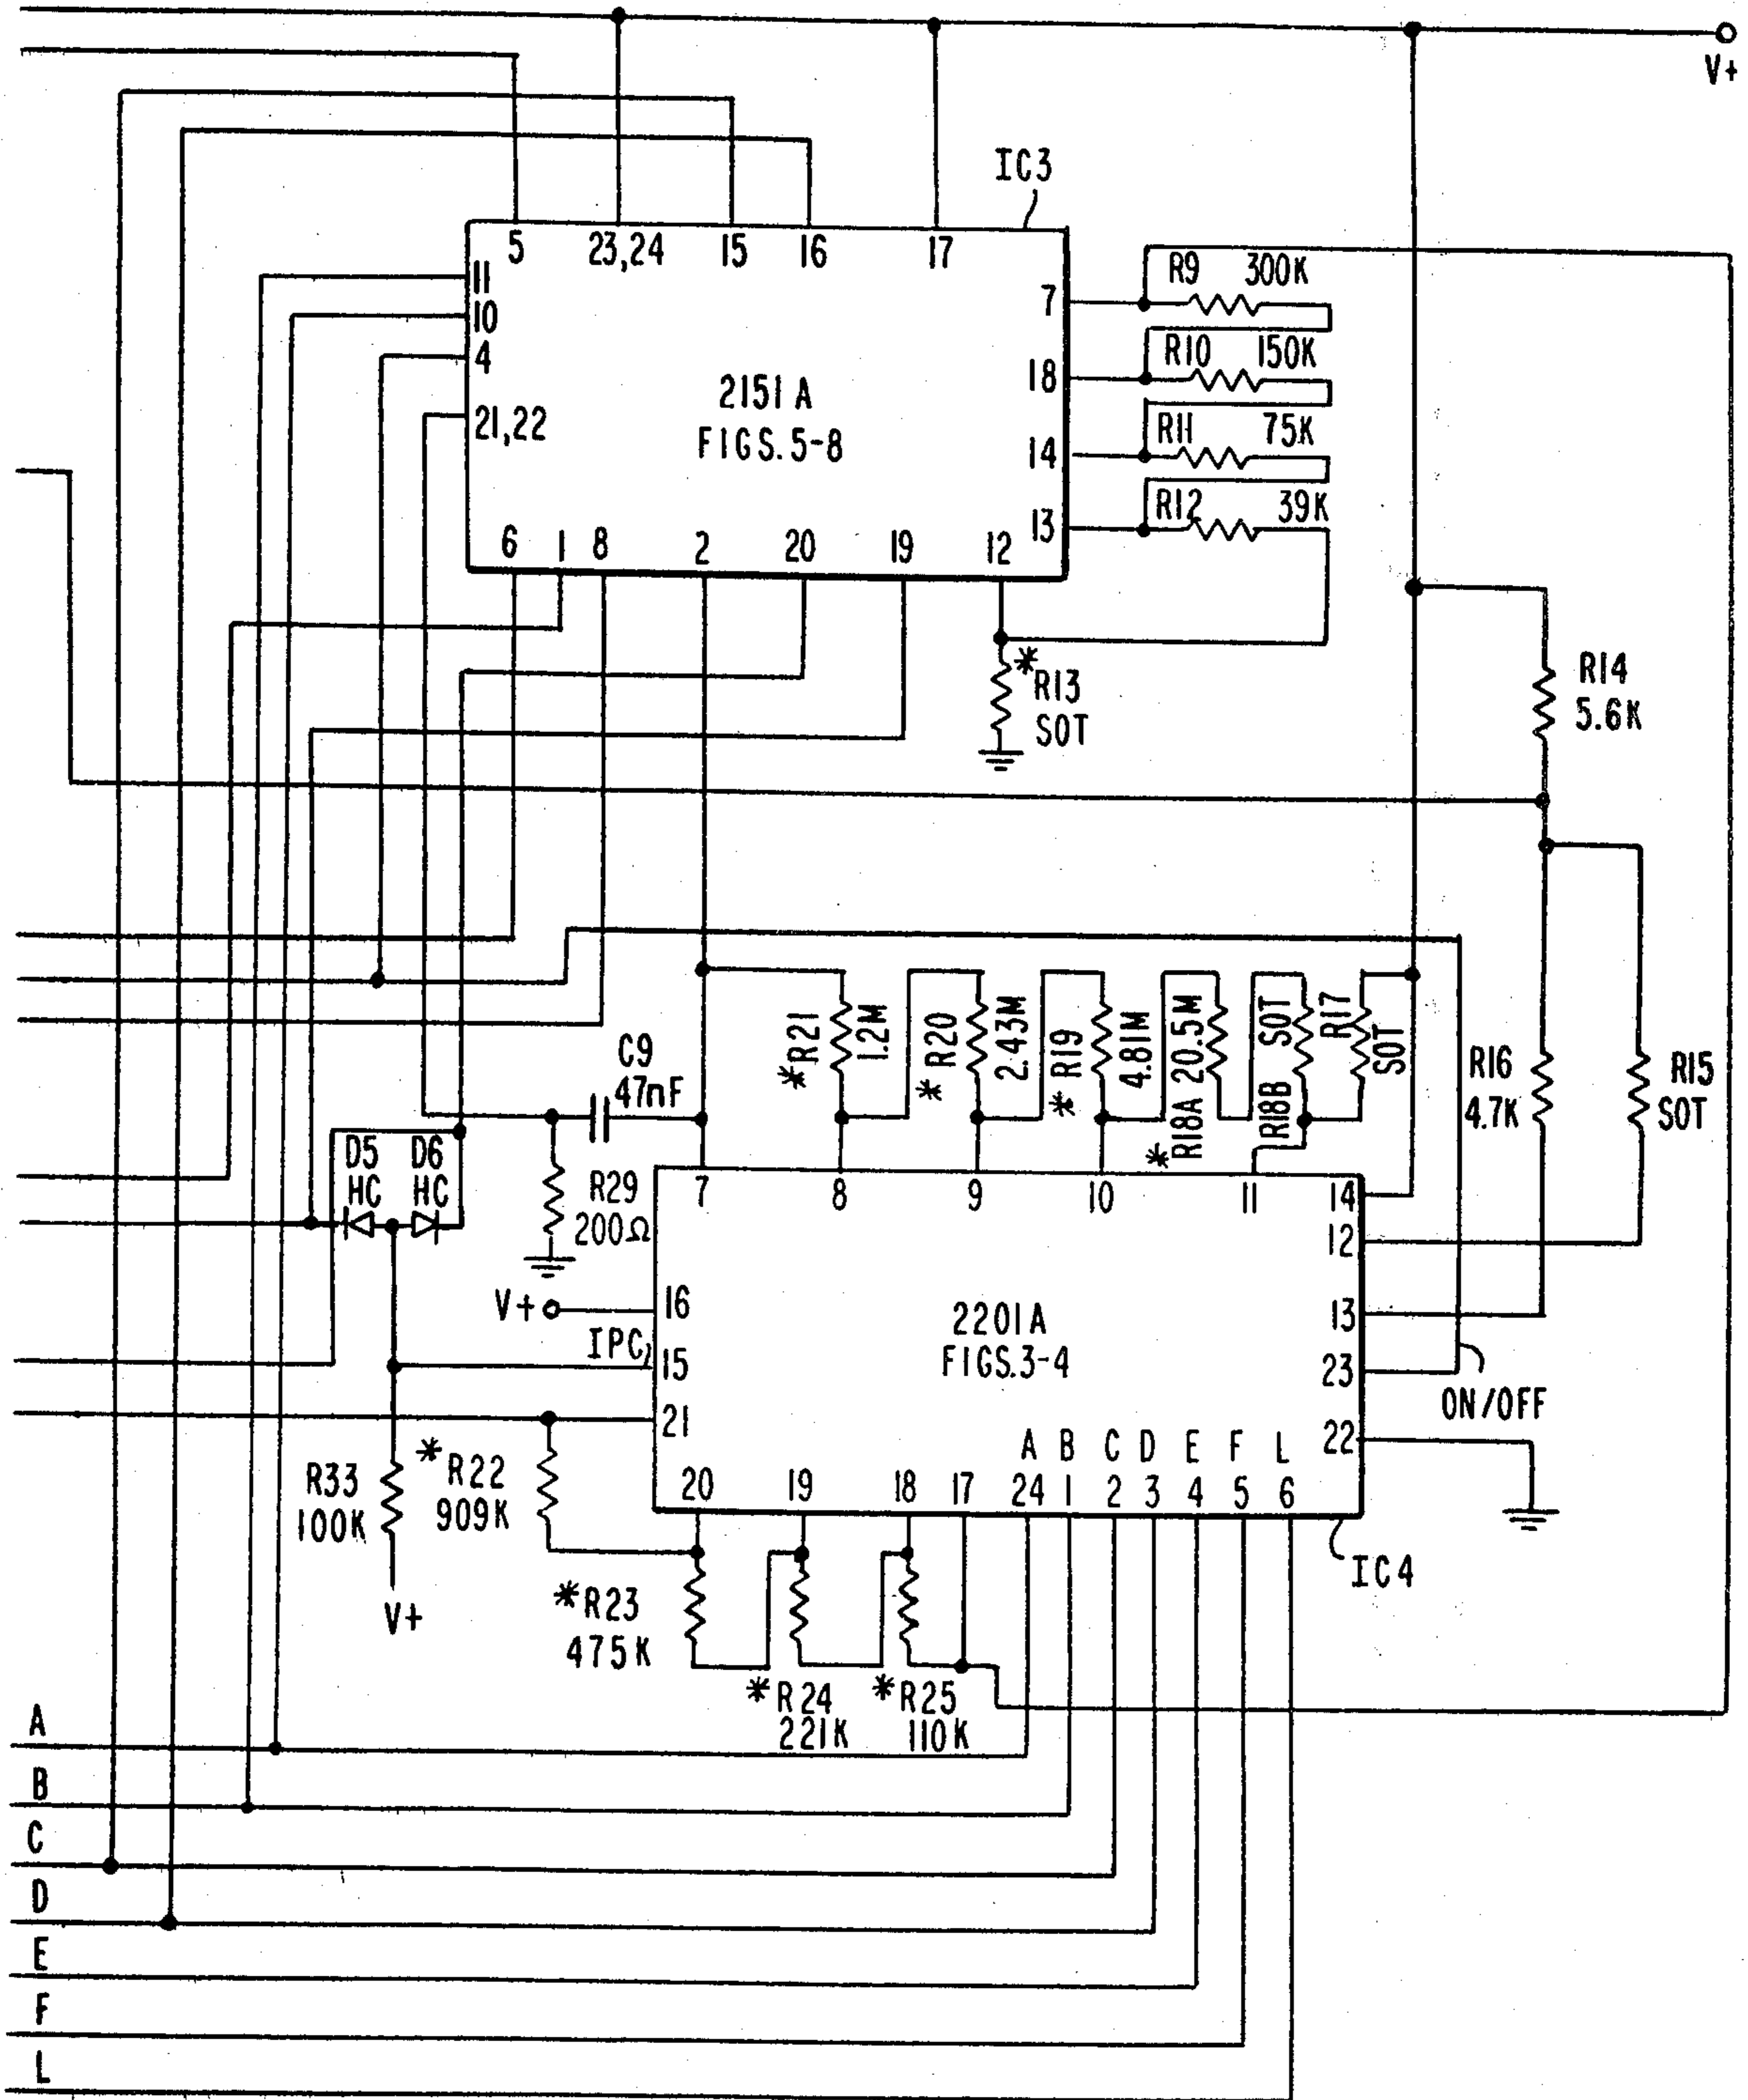 V+
IC3
5 23,24 15 16 17
11
10
4
21,22
2151A
FIGS. 5-8
7
18
14
13
R9 300K
R10 150K
R11 75K
R12 39K
6 1 8 2 20 19 12
*R13
SOT
R14
5.6K
*R21
1.2M
*R20
2.43M
*R19
4.81M
*R18A 20.5M
R18B SOT
R17
SOT
R16
4.7K
R15
SOT
C9
47nF
D5
HC
D6
HC
R29
200Ω
7 8 9 10 11
14
12
13
23
22
V+
16
IPC
15
21
2201A
FIGS.3-4
ON/OFF
A B C D E F L
20 19 18 17 24 1 2 3 4 5 6
IC4
R33
100K
V+
*R22
909K
*R23
475K
*R24
221K
*R25
110K
A
B
C
D
E
F
L